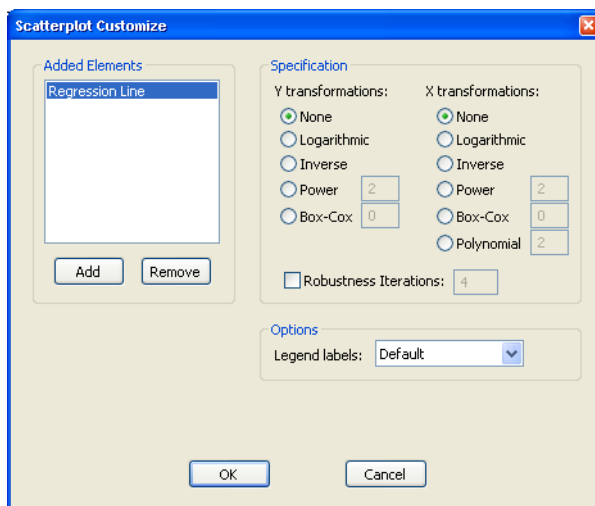 Scatterplot Customize
Added Elements
Regression Line
Add
Remove
Specification
Y transformations:
None
Logarithmic
Inverse
Power 2
Box-Cox 0
X transformations:
None
Logarithmic
Inverse
Power 2
Box-Cox 0
Polynomial 2
Robustness Iterations: 4
Options
Legend labels: Default
OK
Cancel